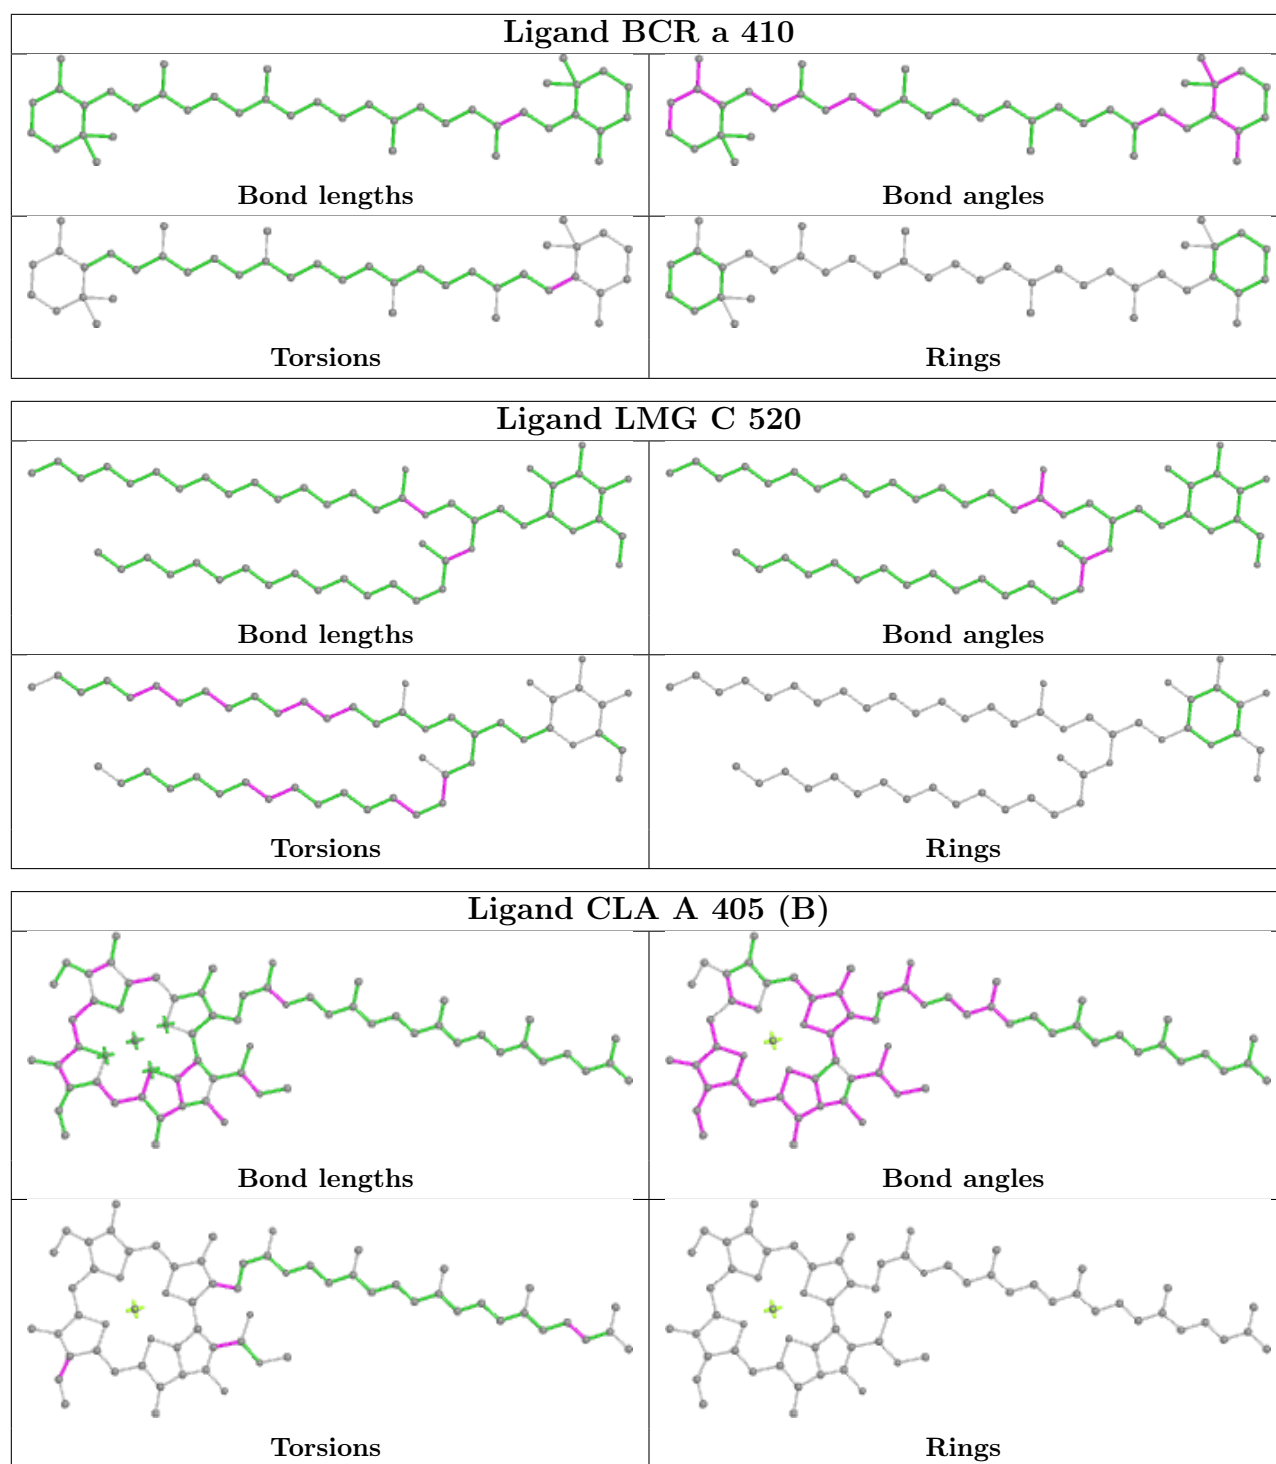 Ligand BCR a 410
Bond lengths
Bond angles
Torsions
Rings
Ligand LMG C 520
Bond lengths
Bond angles
Torsions
Rings
Ligand CLA A 405 (B)
Bond lengths
Bond angles
Torsions
Rings